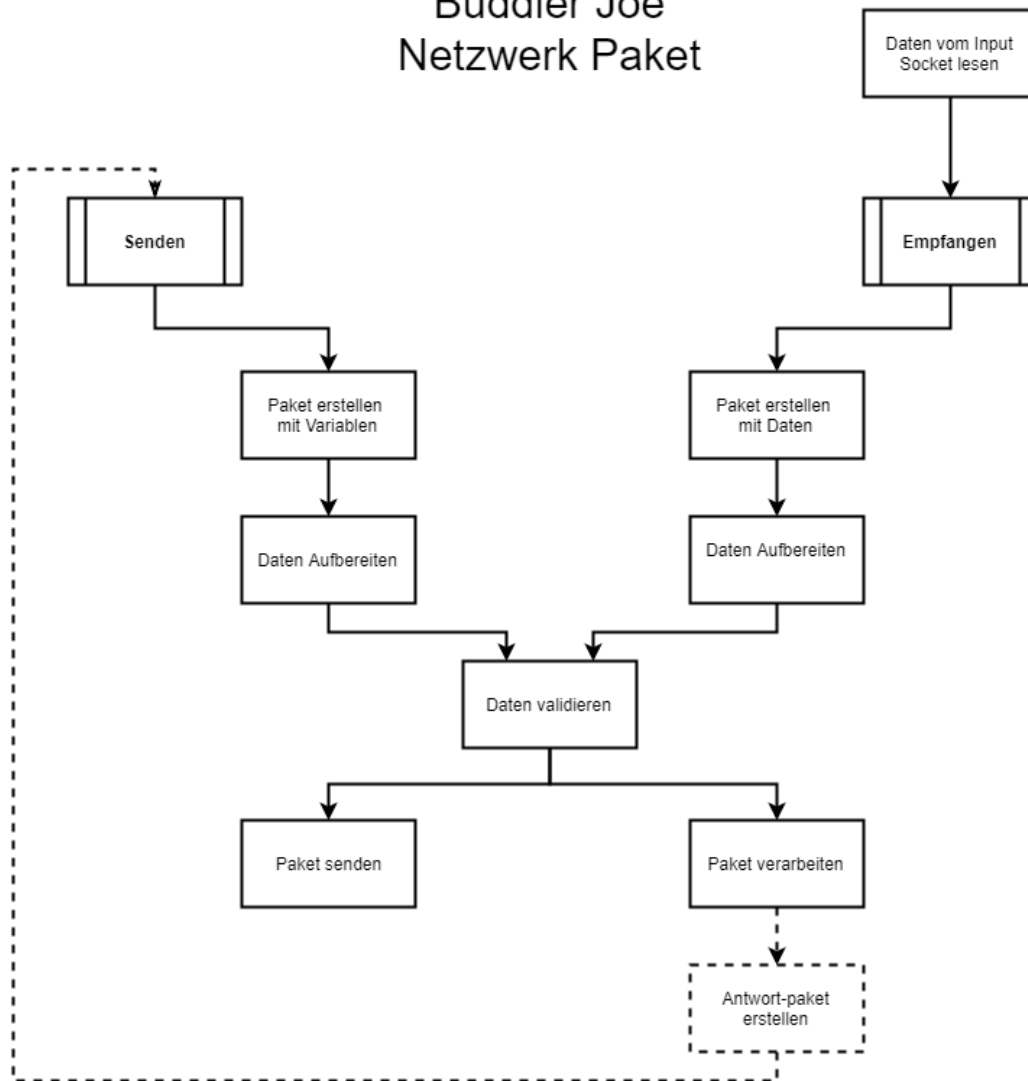 Buddler Joe
Netzwerk Paket
Daten vom Input
Socket lesen
Senden
Empfangen
Paket erstellen
mit Variablen
Paket erstellen
mit Daten
Daten Aufbereiten
Daten Aufbereiten
Daten validieren
Paket senden
Paket verarbeiten
Antwort-paket
erstellen